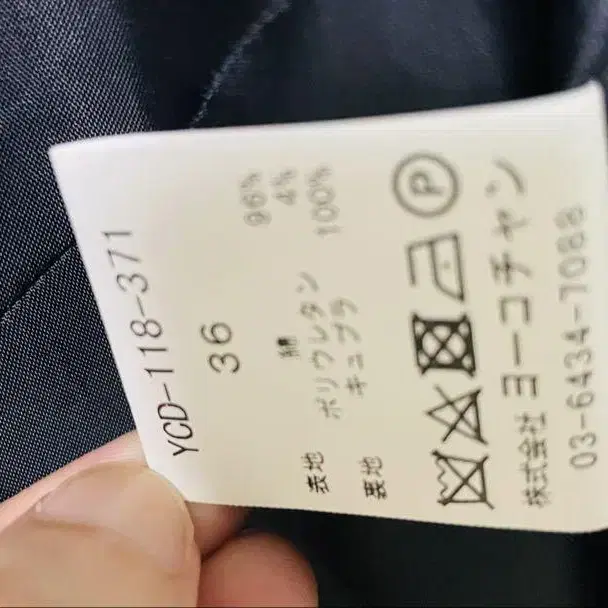 YCD-118-371
36
表地 綿 96%
ポリウレタン 4%
裏地 キュプラ 100%
P
株式会社 ヨーコチャン
03-6434-7088